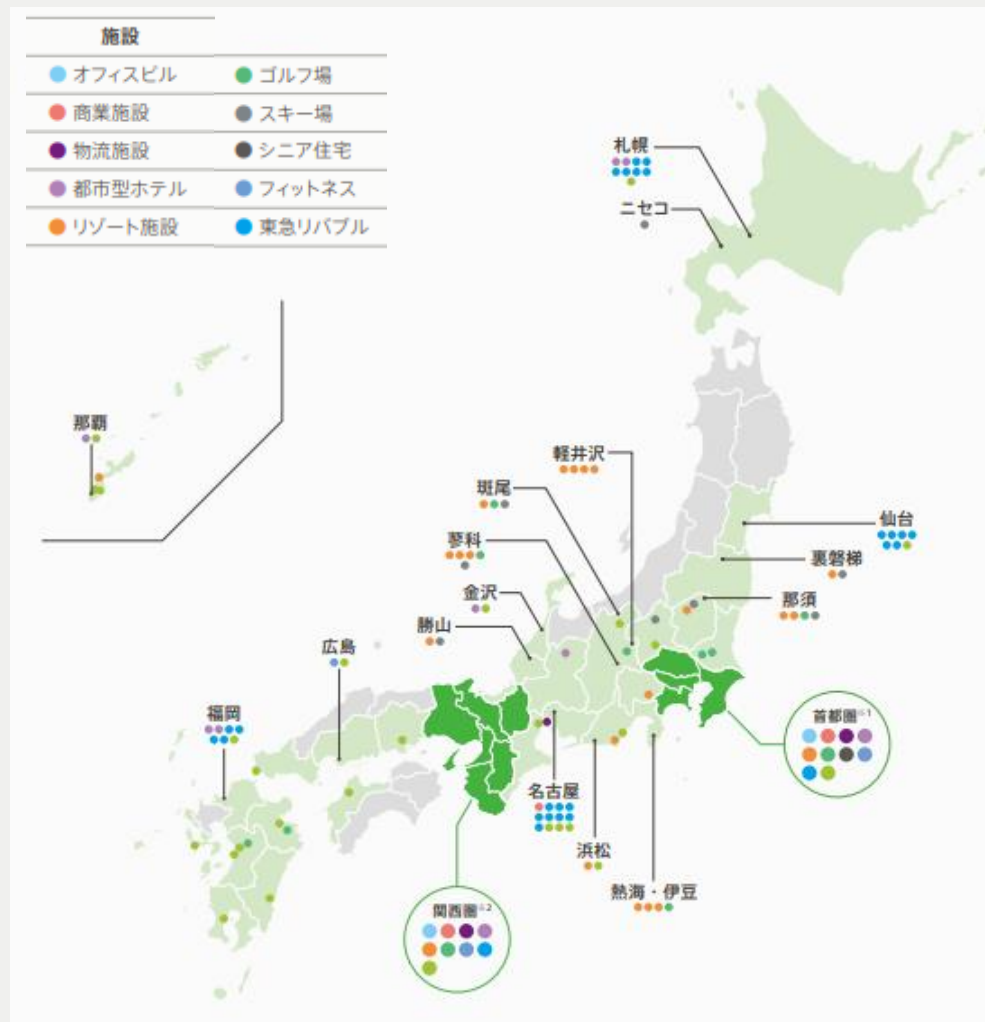 施設
オフィスビル ゴルフ場
商業施設 スキー場
物流施設 シニア住宅
都市型ホテル フィットネス
リゾート施設 東急リバブル
札幌
ニセコ
那覇
軽井沢
斑尾
仙台
蓼科
裏磐梯
金沢
那須
勝山
広島
福岡
首都圏※1
名古屋
浜松
熱海・伊豆
関西圏※2